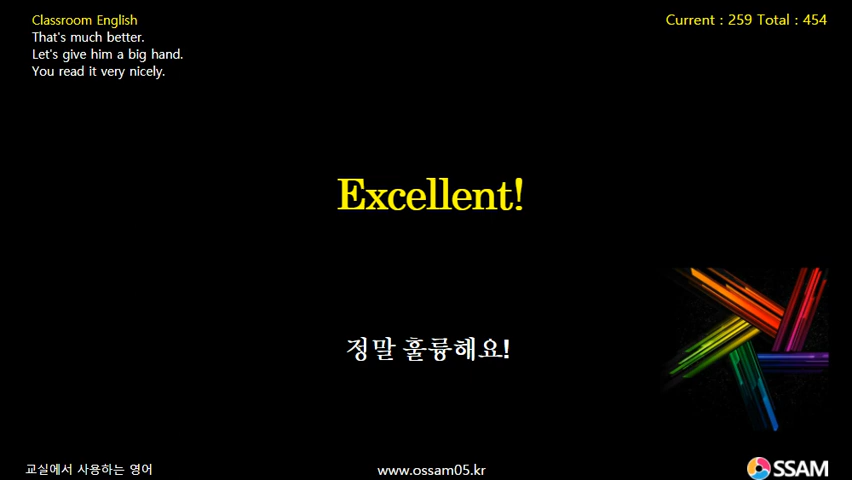 Classroom English
That's much better.
Let's give him a big hand.
You read it very nicely.
Current : 259 Total : 454
Excellent!
정말 훌륭해요!
교실에서 사용하는 영어
www.ossam05.kr
SSAM